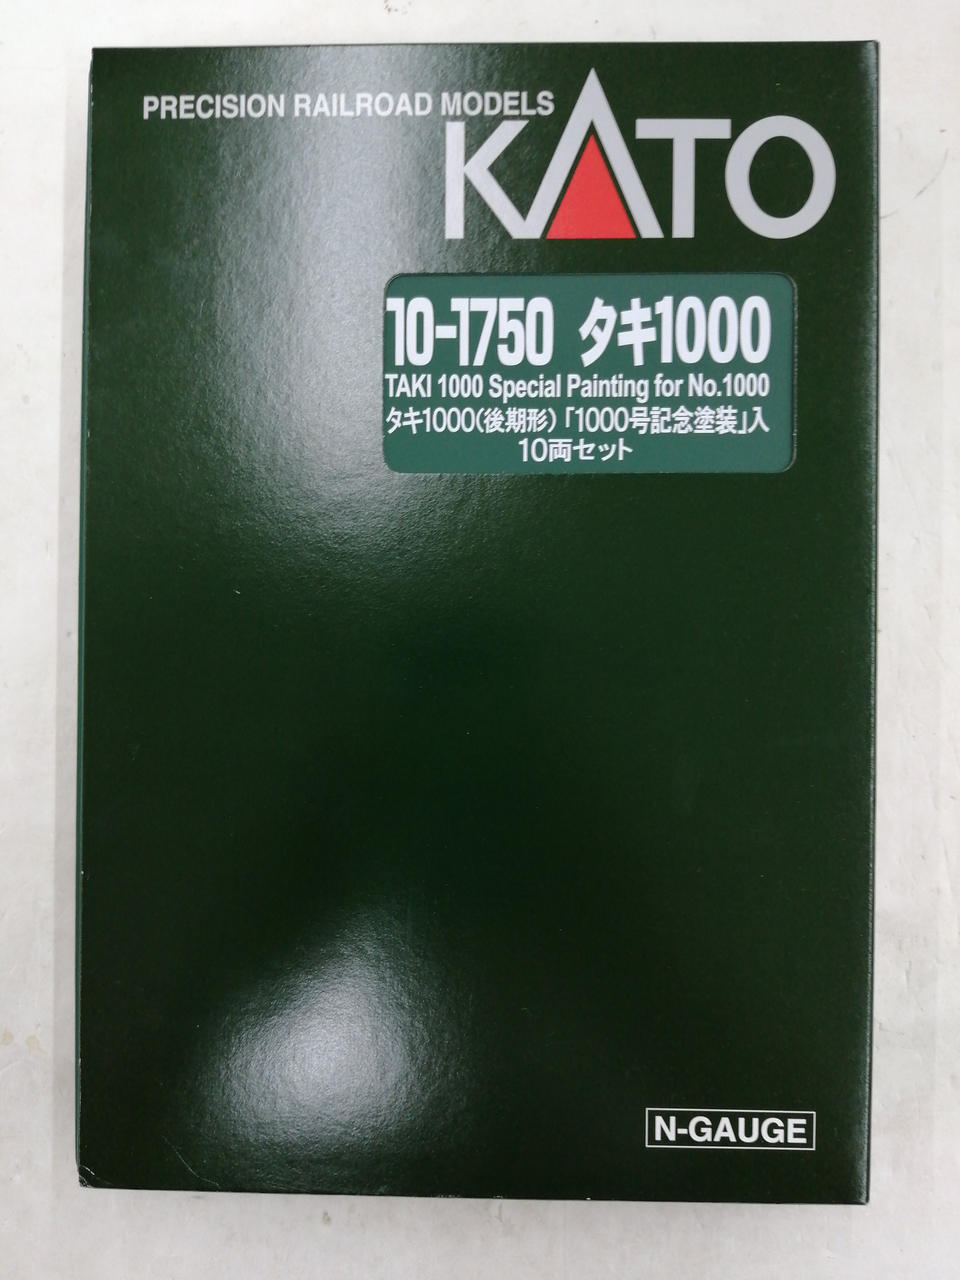 PRECISION RAILROAD MODELS
KATO
10-1750 タキ1000
TAKI 1000 Special Painting for No.1000
タキ1000(後期形)「1000号記念塗装」入
10両セット
N-GAUGE